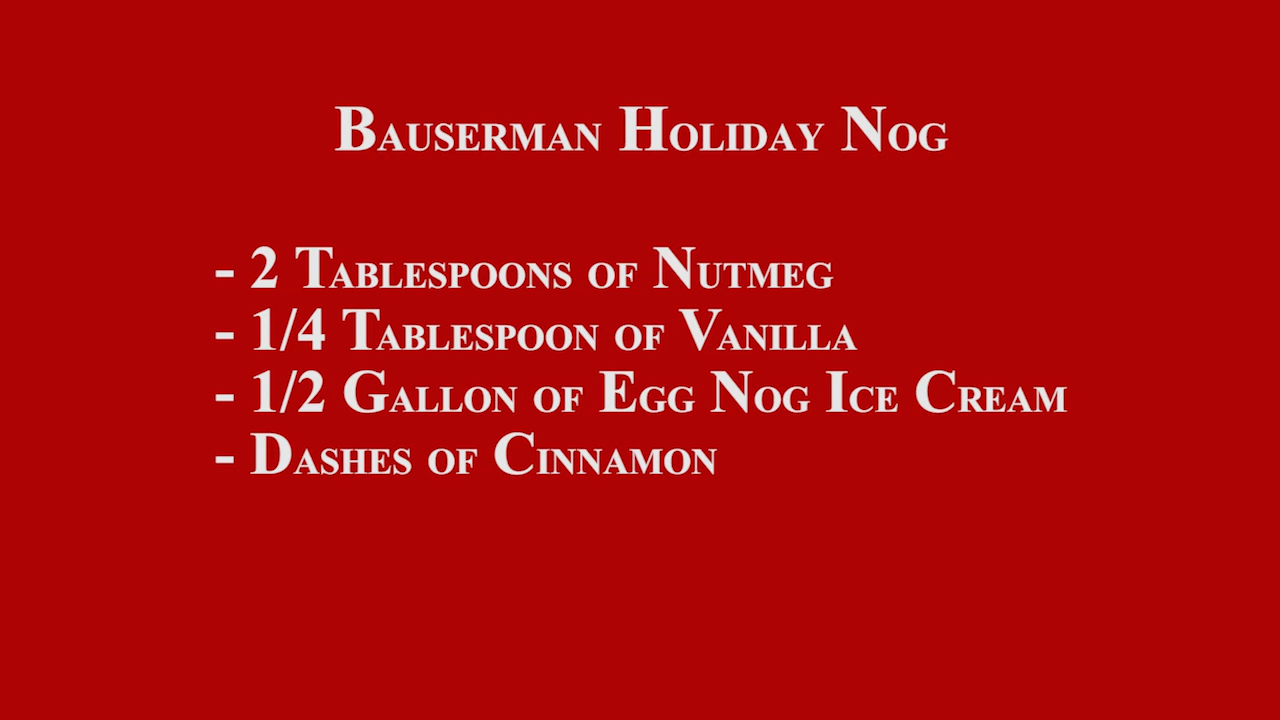 Bauserman Holiday Nog
- 2 Tablespoons of Nutmeg
- 1/4 Tablespoon of Vanilla
- 1/2 Gallon of Egg Nog Ice Cream
- Dashes of Cinnamon